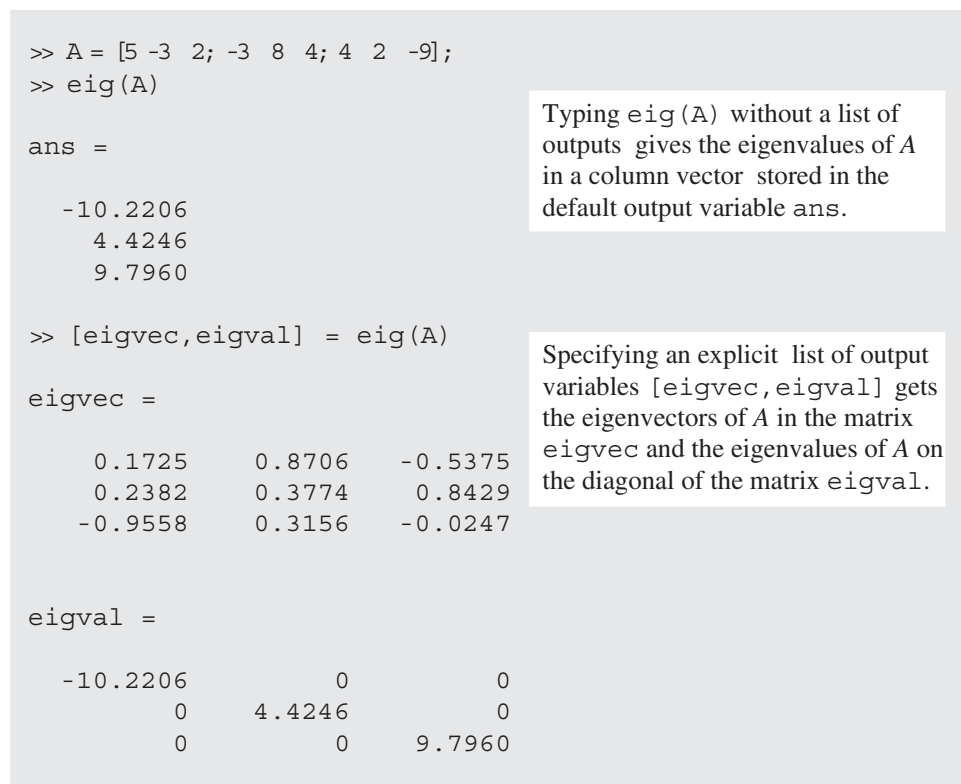 >> A = [5 -3 2; -3 8 4; 4 2 -9];
>> eig(A)
Typing eig(A) without a list of
outputs gives the eigenvalues of A
in a column vector stored in the
default output variable ans.
ans =
-10.2206
4.4246
9.7960
>> [eigvec,eigval] = eig(A)
Specifying an explicit list of output
variables [eigvec,eigval] gets
the eigenvectors of A in the matrix
eigvec and the eigenvalues of A on
the diagonal of the matrix eigval.
eigvec =
0.1725 0.8706 -0.5375
0.2382 0.3774 0.8429
-0.9558 0.3156 -0.0247
eigval =
-10.2206 0 0
0 4.4246 0
0 0 9.7960